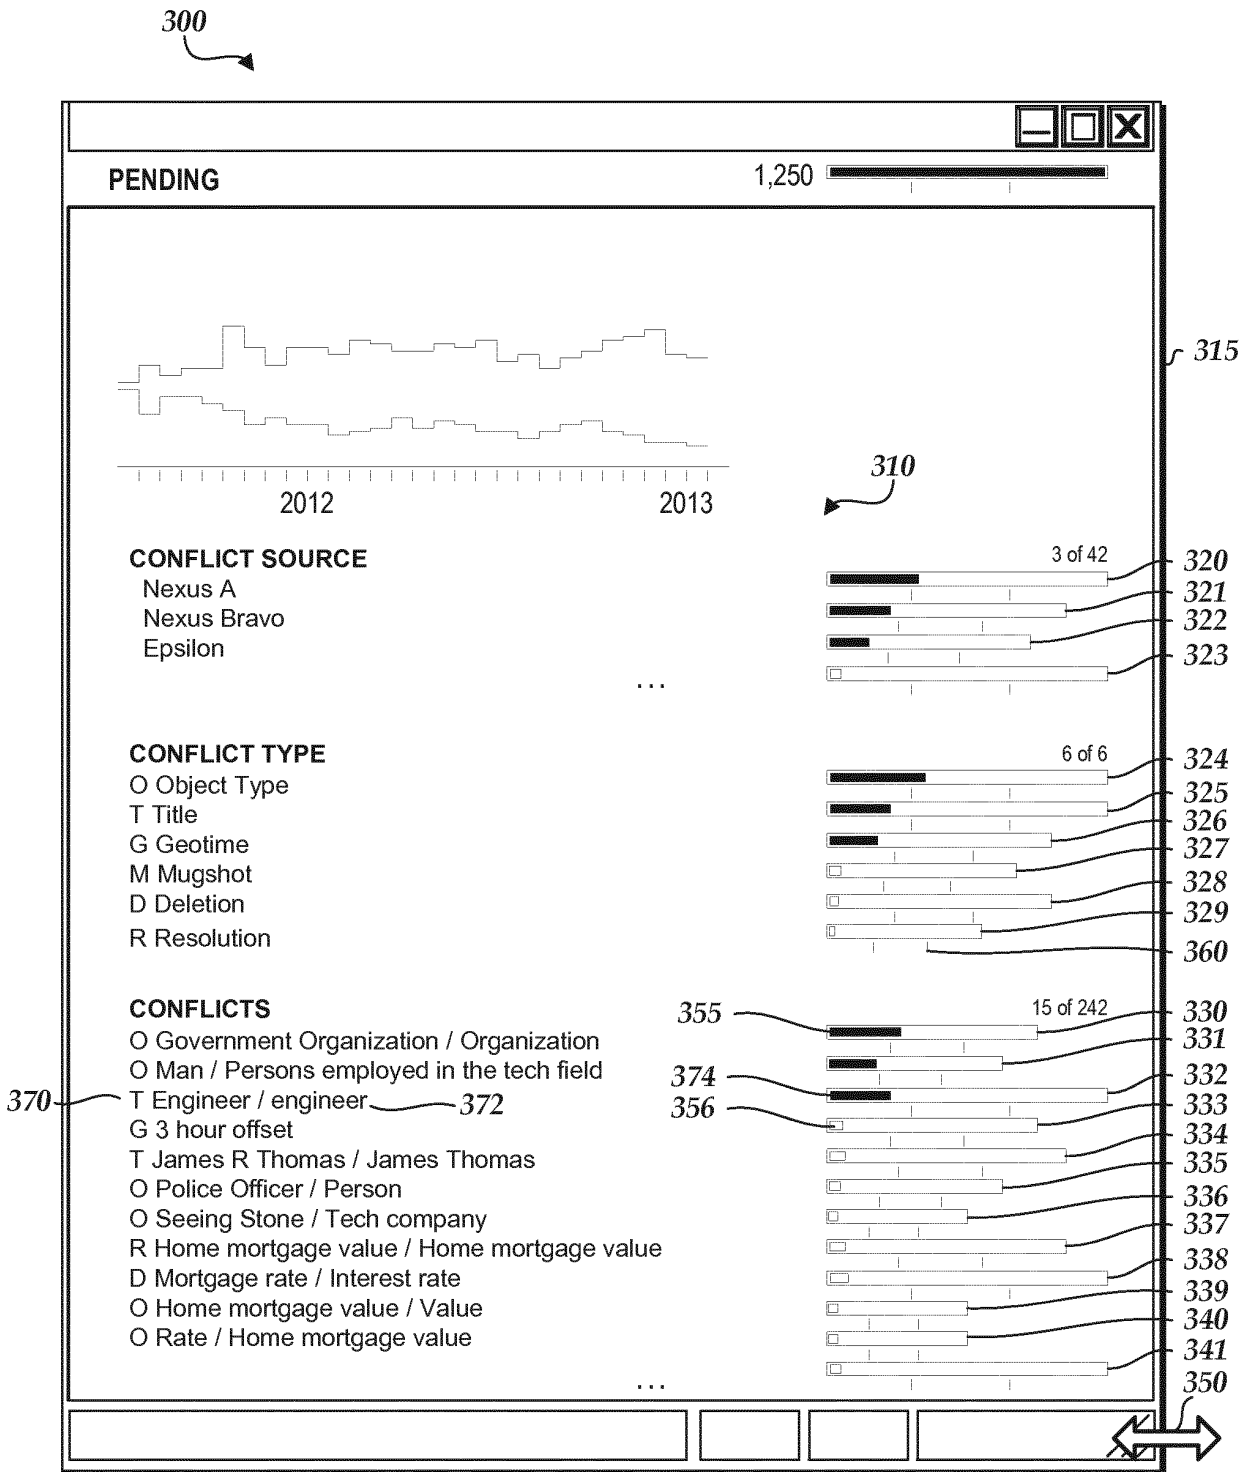 300
PENDING 1,250
315
310
2012 2013
CONFLICT SOURCE 3 of 42 320
Nexus A 321
Nexus Bravo 322
Epsilon 323
...
CONFLICT TYPE 6 of 6 324
O Object Type 325
T Title 326
G Geotime 327
M Mugshot 328
D Deletion 329
R Resolution 360
CONFLICTS 355 15 of 242 330
O Government Organization / Organization 331
O Man / Persons employed in the tech field 374 332
370 T Engineer / engineer 372 356 333
G 3 hour offset 334
T James R Thomas / James Thomas 335
O Police Officer / Person 336
O Seeing Stone / Tech company 337
R Home mortgage value / Home mortgage value 338
D Mortgage rate / Interest rate 339
O Home mortgage value / Value 340
O Rate / Home mortgage value 341
... 350